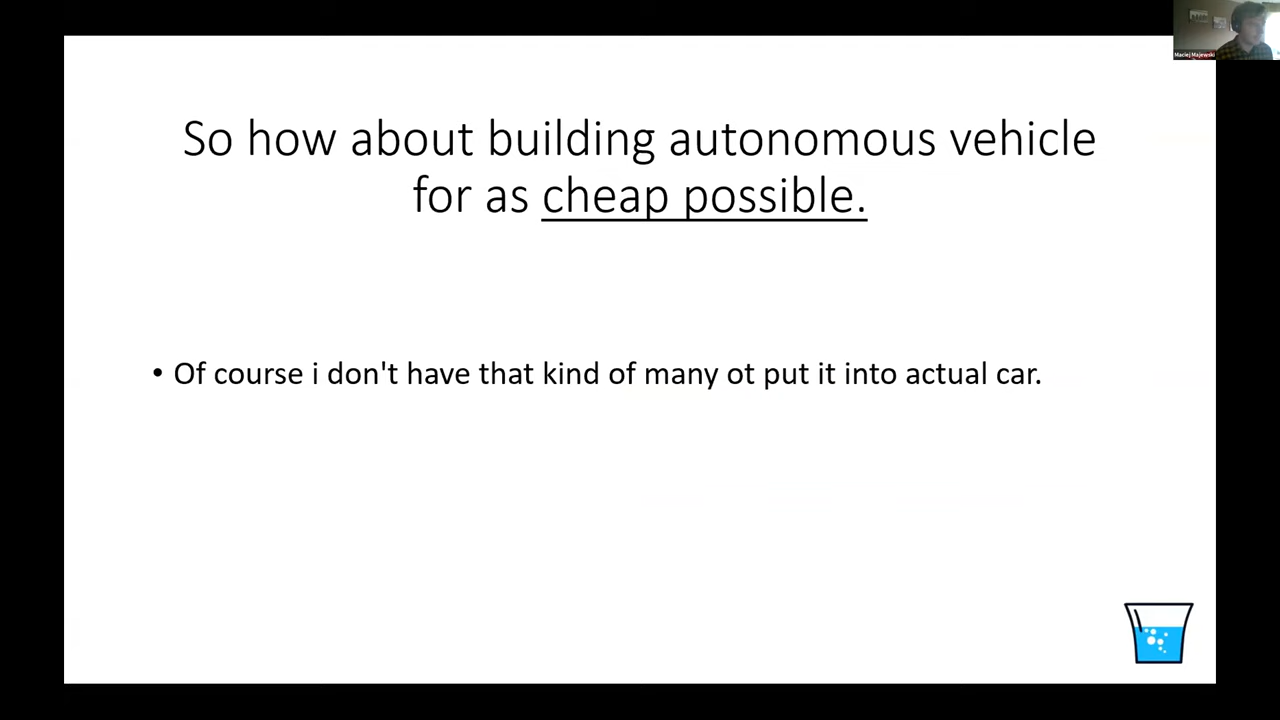 Maciej Majewski
So how about building autonomous vehicle
for as cheap possible.
• Of course i don't have that kind of many ot put it into actual car.